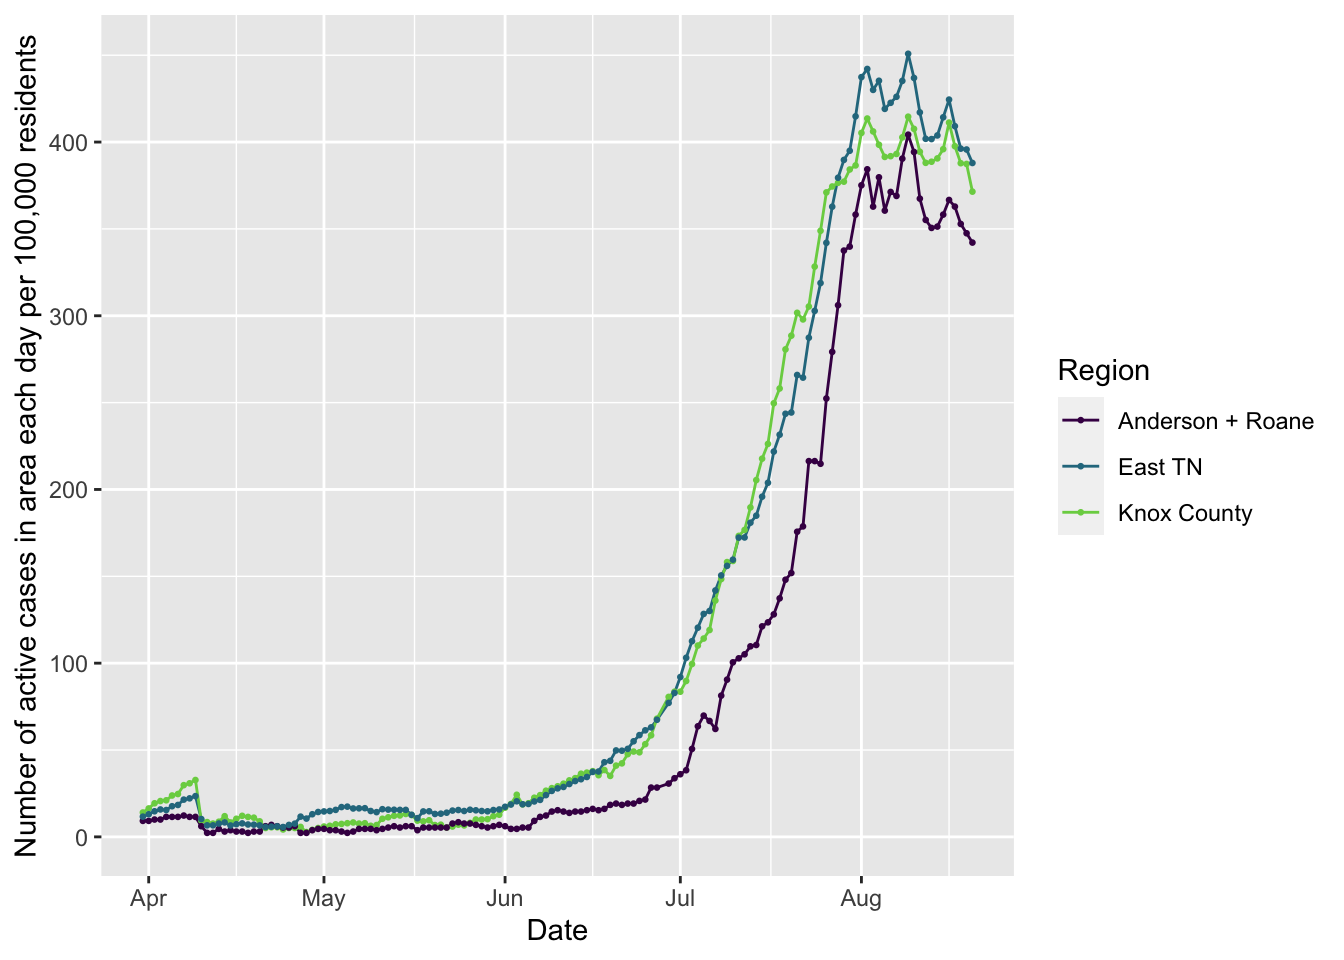 Number of active cases in area each day per 100,000 residents
400
300
200
100
0
Apr
May
Jun
Jul
Aug
Date
Region
Anderson + Roane
East TN
Knox County